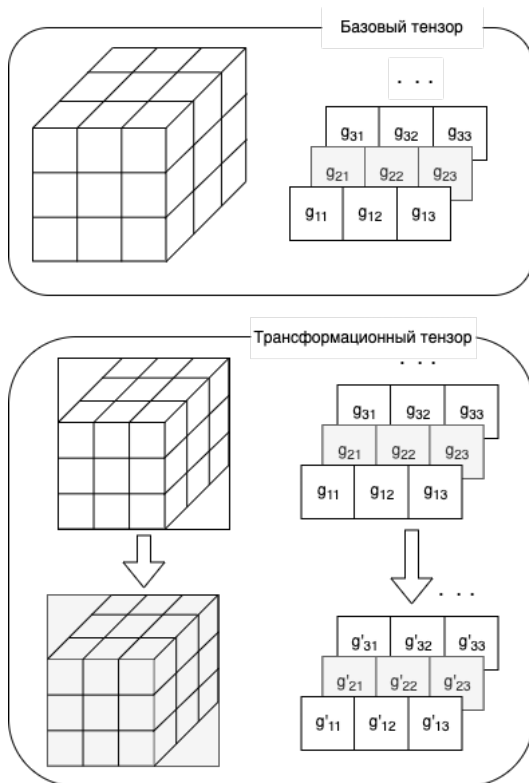 Базовый тензор
. . .
g31 g32 g33
g21 g22 g23
g11 g12 g13
Трансформационный тензор
. . .
g31 g32 g33
g21 g22 g23
g11 g12 g13
. . .
g'31 g'32 g'33
g'21 g'22 g'23
g'11 g'12 g'13